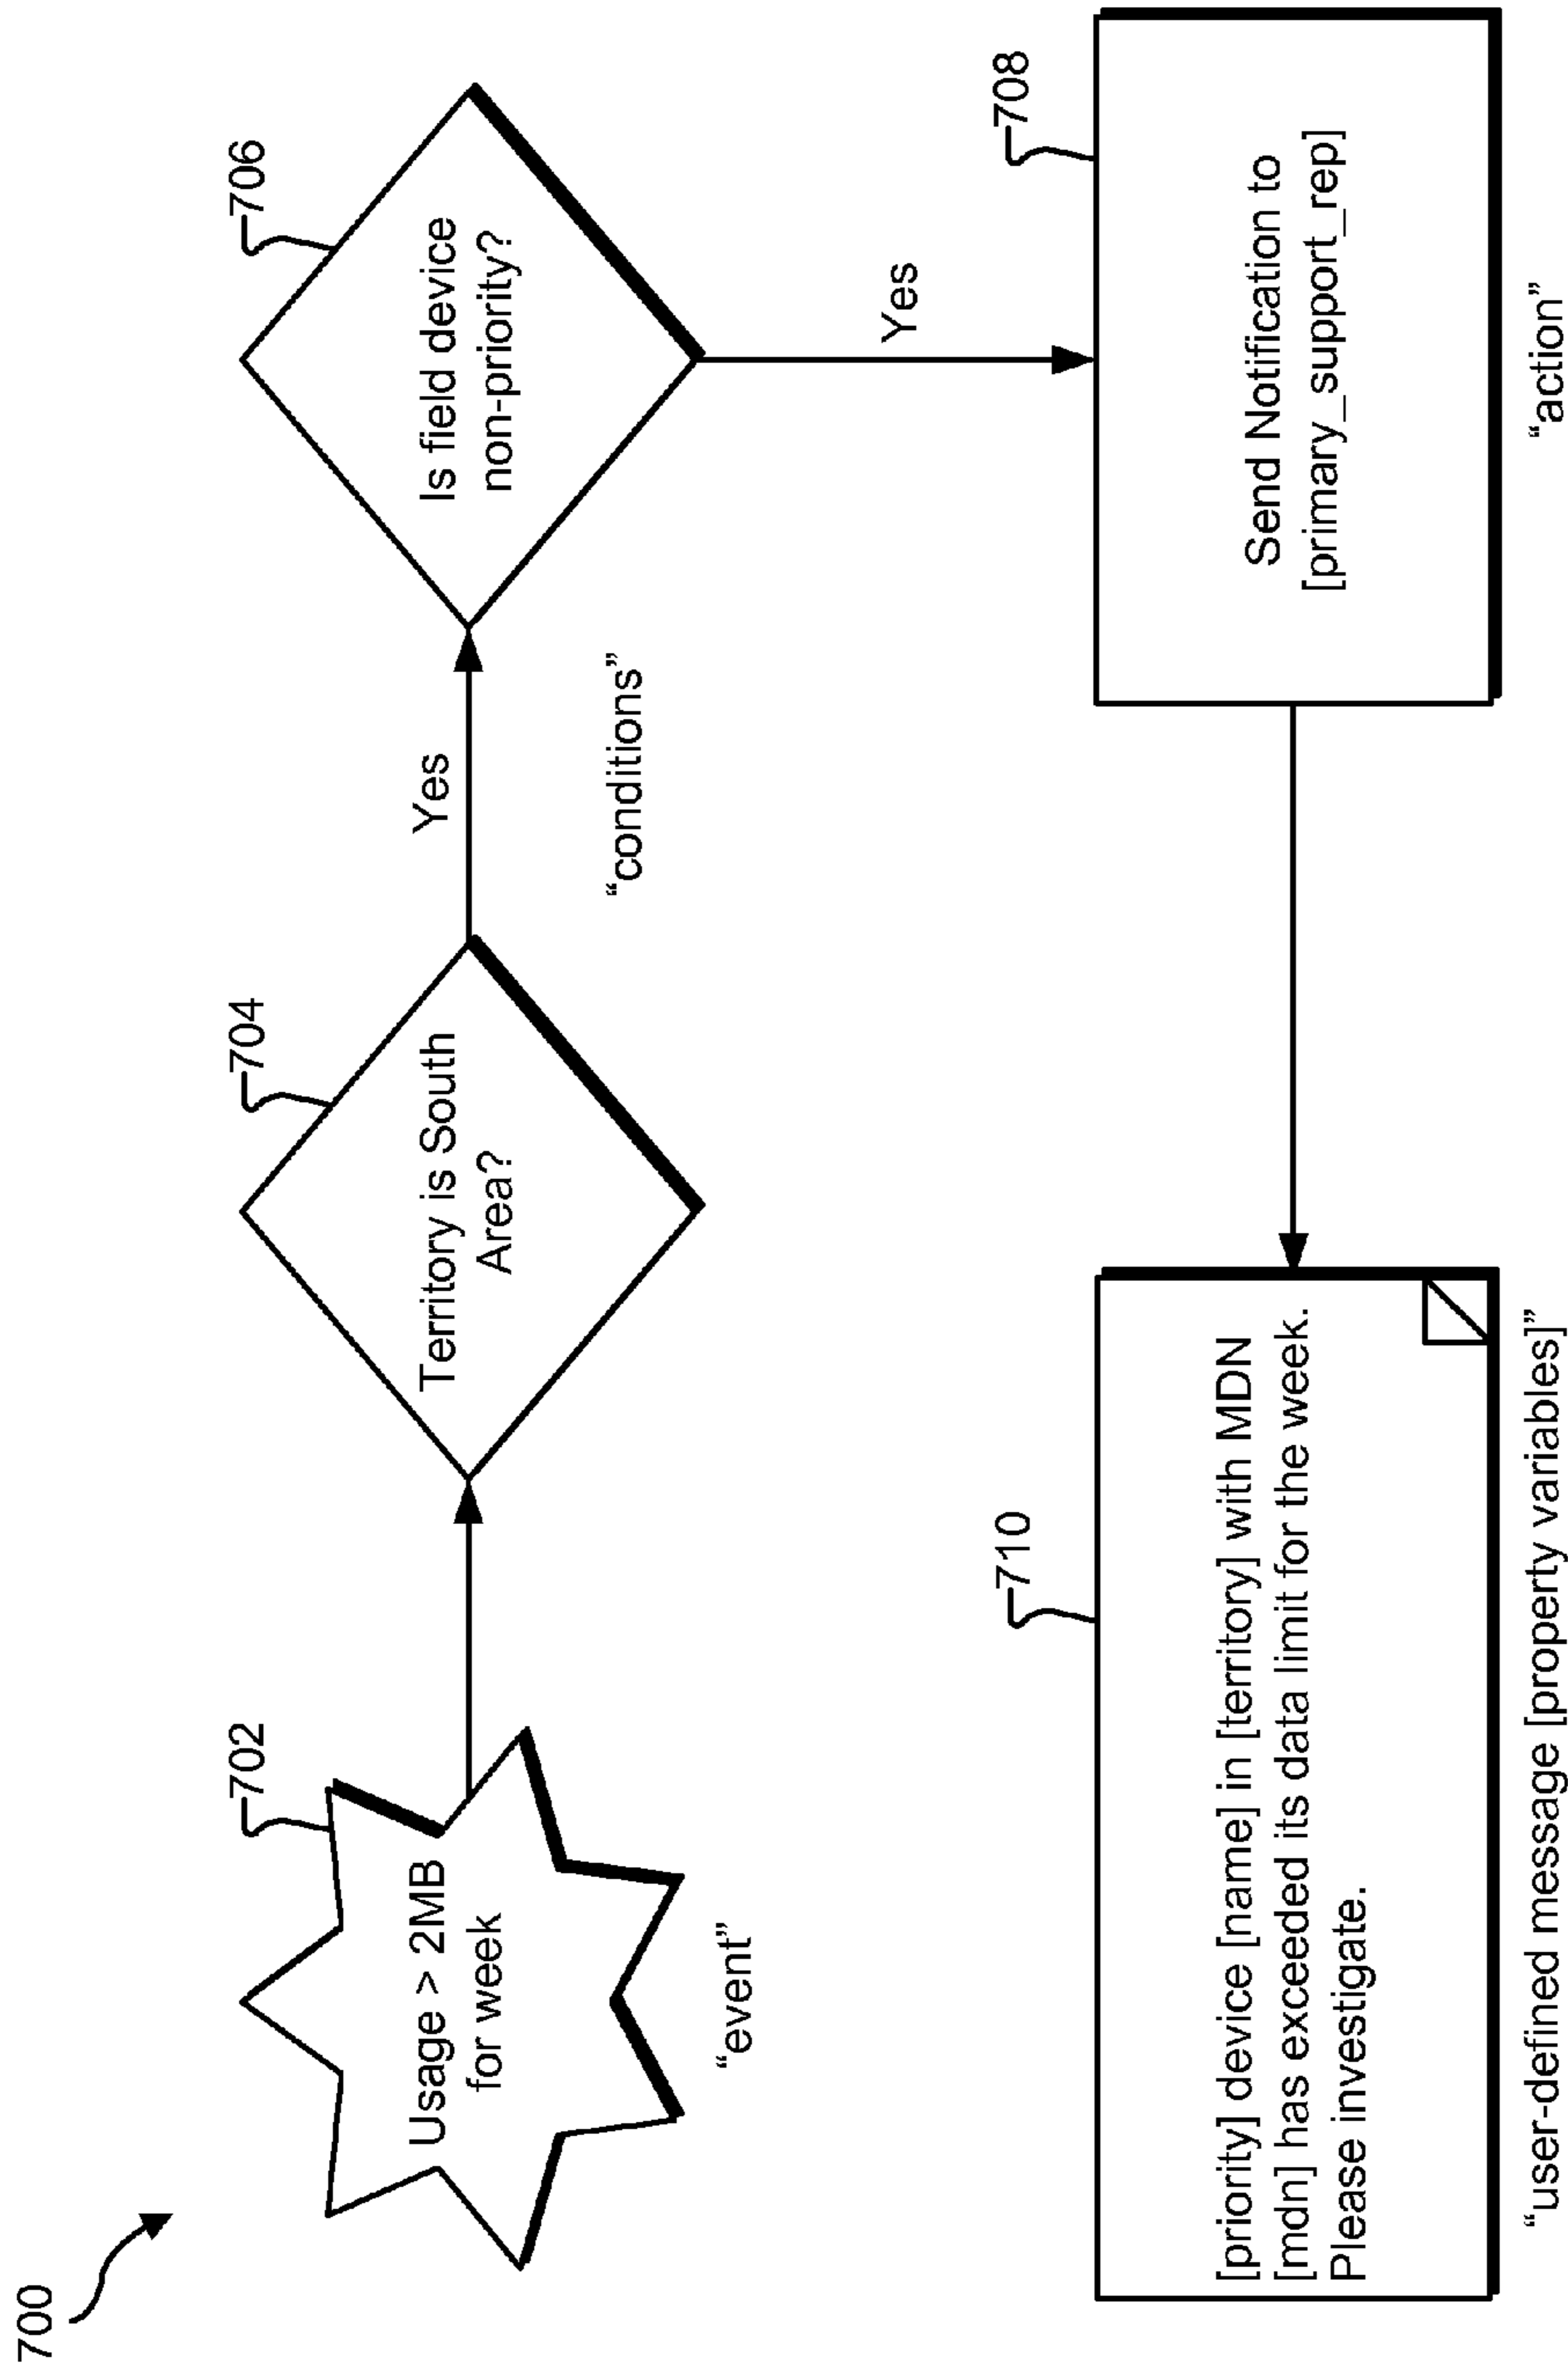 700
702
Usage > 2MB
for week
“event”
704
Territory is South
Area?
Yes
“conditions”
706
Is field device
non-priority?
Yes
708
Send Notification to
[primary_support_rep]
“action”
710
[priority] device [name] in [territory] with MDN
[mdn] has exceeded its data limit for the week.
Please investigate.
“user-defined message [property variables]”